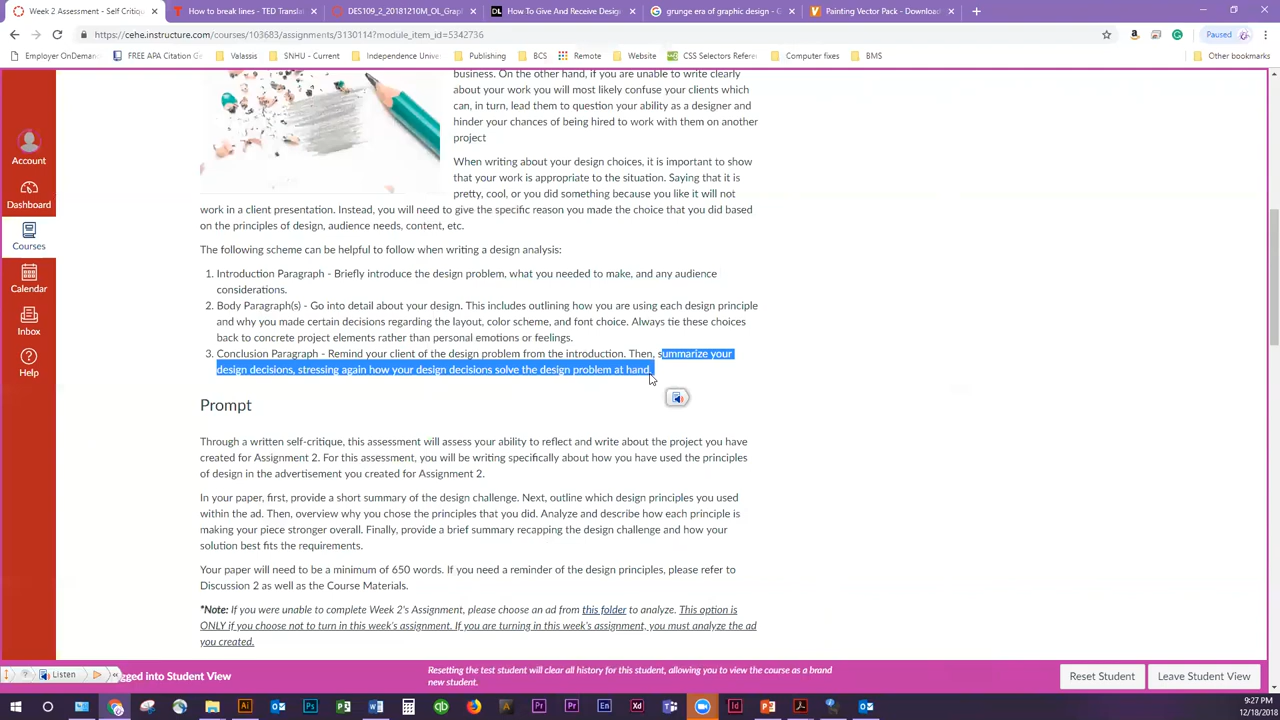 Week 2 Assessment - Self Critiqu
How to break lines - TED Transla
DES109_2_20181210M_OL_Grap
How To Give And Receive Design
grunge era of graphic design - G
Painting Vector Pack - Download
https://cehe.instructure.com/courses/103683/assignments/3130114?module_item_id=5342736
Paused
Employer OnDemand
FREE APA Citation G
Valassis
SNHU - Current
Independence Unive
Publishing
BCS
Remote
Website
CSS Selectors Refere
Computer fixes
BMS
Other bookmarks
business. On the other hand, if you are unable to write clearly
about your work you will most likely confuse your clients which
can, in turn, lead them to question your ability as a designer and
hinder your chances of being hired to work with them on another
project
When writing about your design choices, it is important to show
that your work is appropriate to the situation. Saying that it is
pretty, cool, or you did something because you like it will not
work in a client presentation. Instead, you will need to give the specific reason you made the choice that you did based
on the principles of design, audience needs, content, etc.
The following scheme can be helpful to follow when writing a design analysis:
1. Introduction Paragraph - Briefly introduce the design problem, what you needed to make, and any audience
considerations.
2. Body Paragraph(s) - Go into detail about your design. This includes outlining how you are using each design principle
and why you made certain decisions regarding the layout, color scheme, and font choice. Always tie these choices
back to concrete project elements rather than personal emotions or feelings.
3. Conclusion Paragraph - Remind your client of the design problem from the introduction. Then, summarize your
design decisions, stressing again how your design decisions solve the design problem at hand.
Prompt
Through a written self-critique, this assessment will assess your ability to reflect and write about the project you have
created for Assignment 2. For this assessment, you will be writing specifically about how you have used the principles
of design in the advertisement you created for Assignment 2.
In your paper, first, provide a short summary of the design challenge. Next, outline which design principles you used
within the ad. Then, overview why you chose the principles that you did. Analyze and describe how each principle is
making your piece stronger overall. Finally, provide a brief summary recapping the design challenge and how your
solution best fits the requirements.
Your paper will need to be a minimum of 650 words. If you need a reminder of the design principles, please refer to
Discussion 2 as well as the Course Materials.
*Note: If you were unable to complete Week 2's Assignment, please choose an ad from this folder to analyze. This option is
ONLY if you choose not to turn in this week's assignment. If you are turning in this week's assignment, you must analyze the ad
you created.
Account
Dashboard
Courses
Calendar
Inbox
Help
Listen
gged into Student View
Resetting the test student will clear all history for this student, allowing you to view the course as a brand
new student.
Reset Student
Leave Student View
9:27 PM
12/18/2018